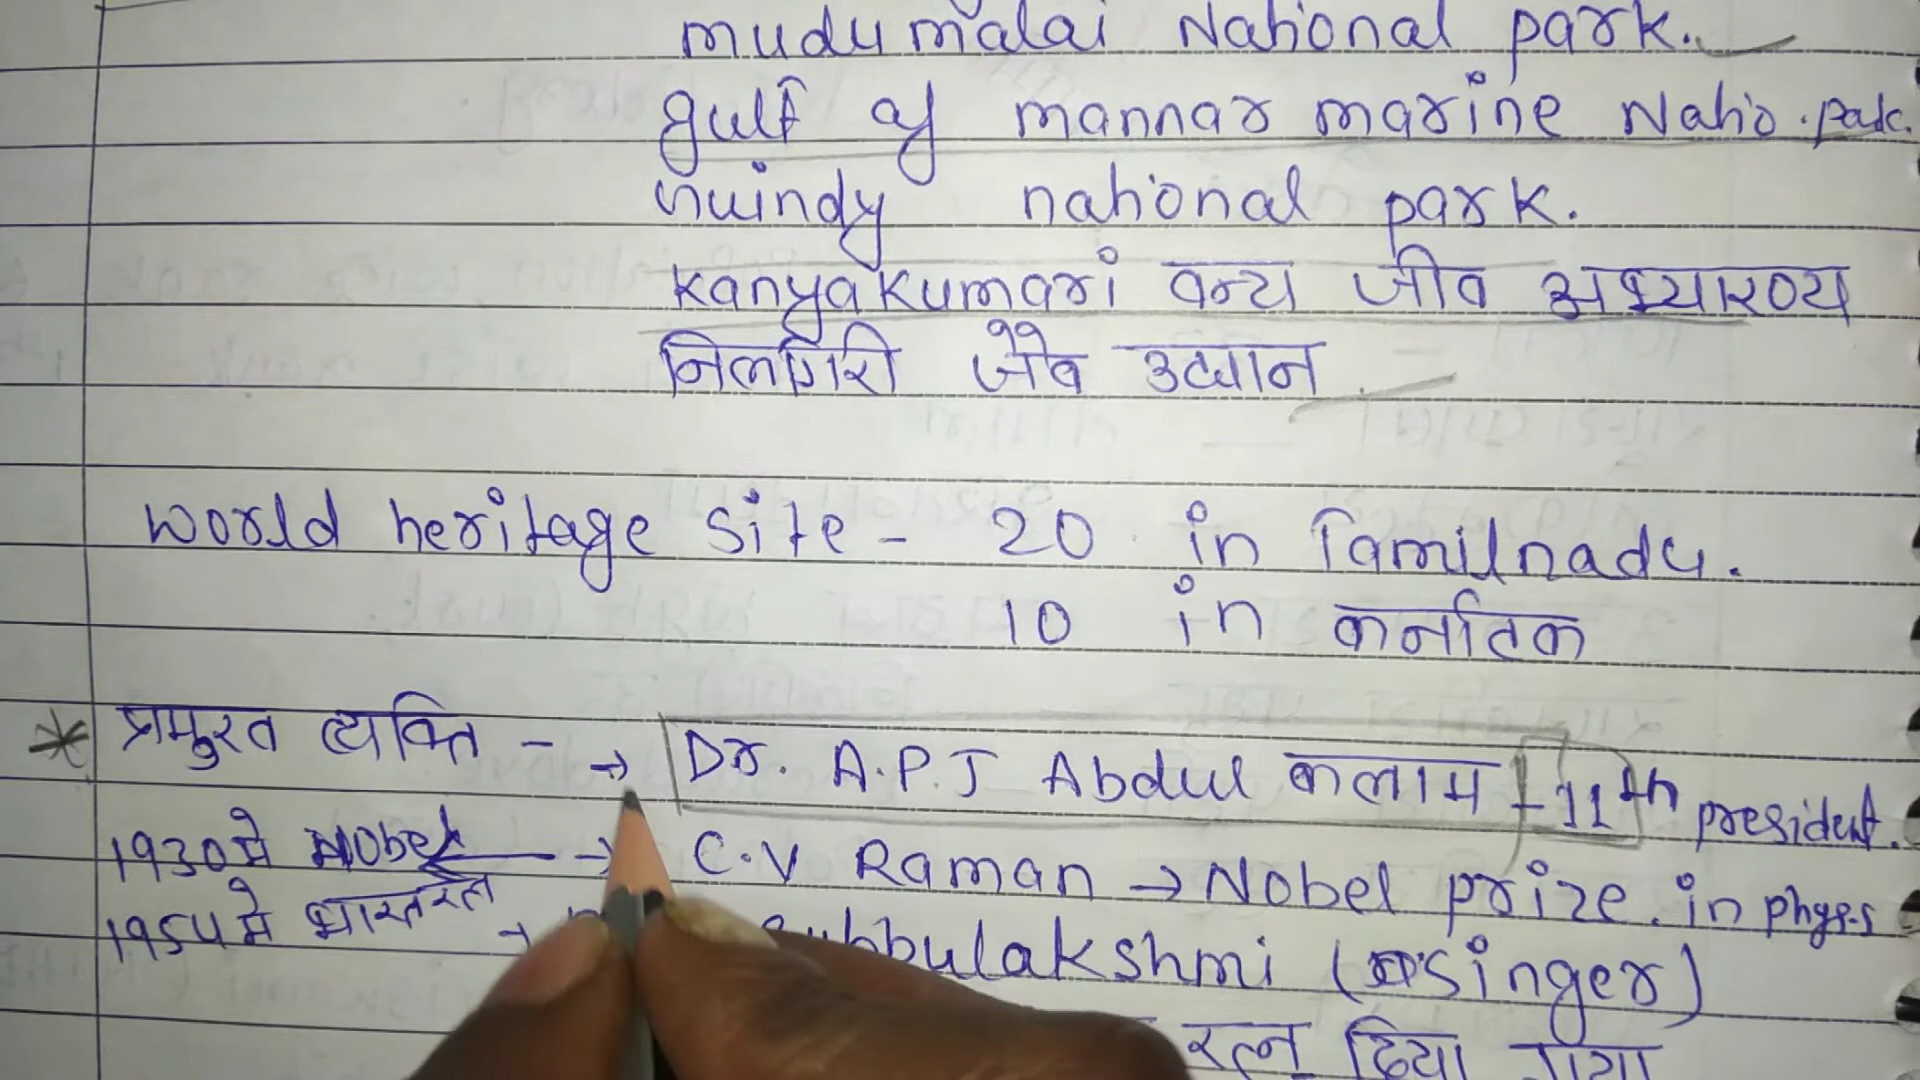 mudumalai National park.
gulf of mannar marine Natio. park.
Guindy national park.
Kanyakumari वन्य जीव अभ्यारण्य
निलगिरी जैव उद्यान
World heritage site - 20 in Tamilnadu.
10 in कर्नाटक
* प्रमुख व्यक्ति - → Dr. A.P.J Abdul कलाम - 11th president.
1930 मे Nobel → C.V Raman → Nobel prize. in
1954 मे भारतरत्न → Subbulakshmi (singer)
रत्न दिया गया